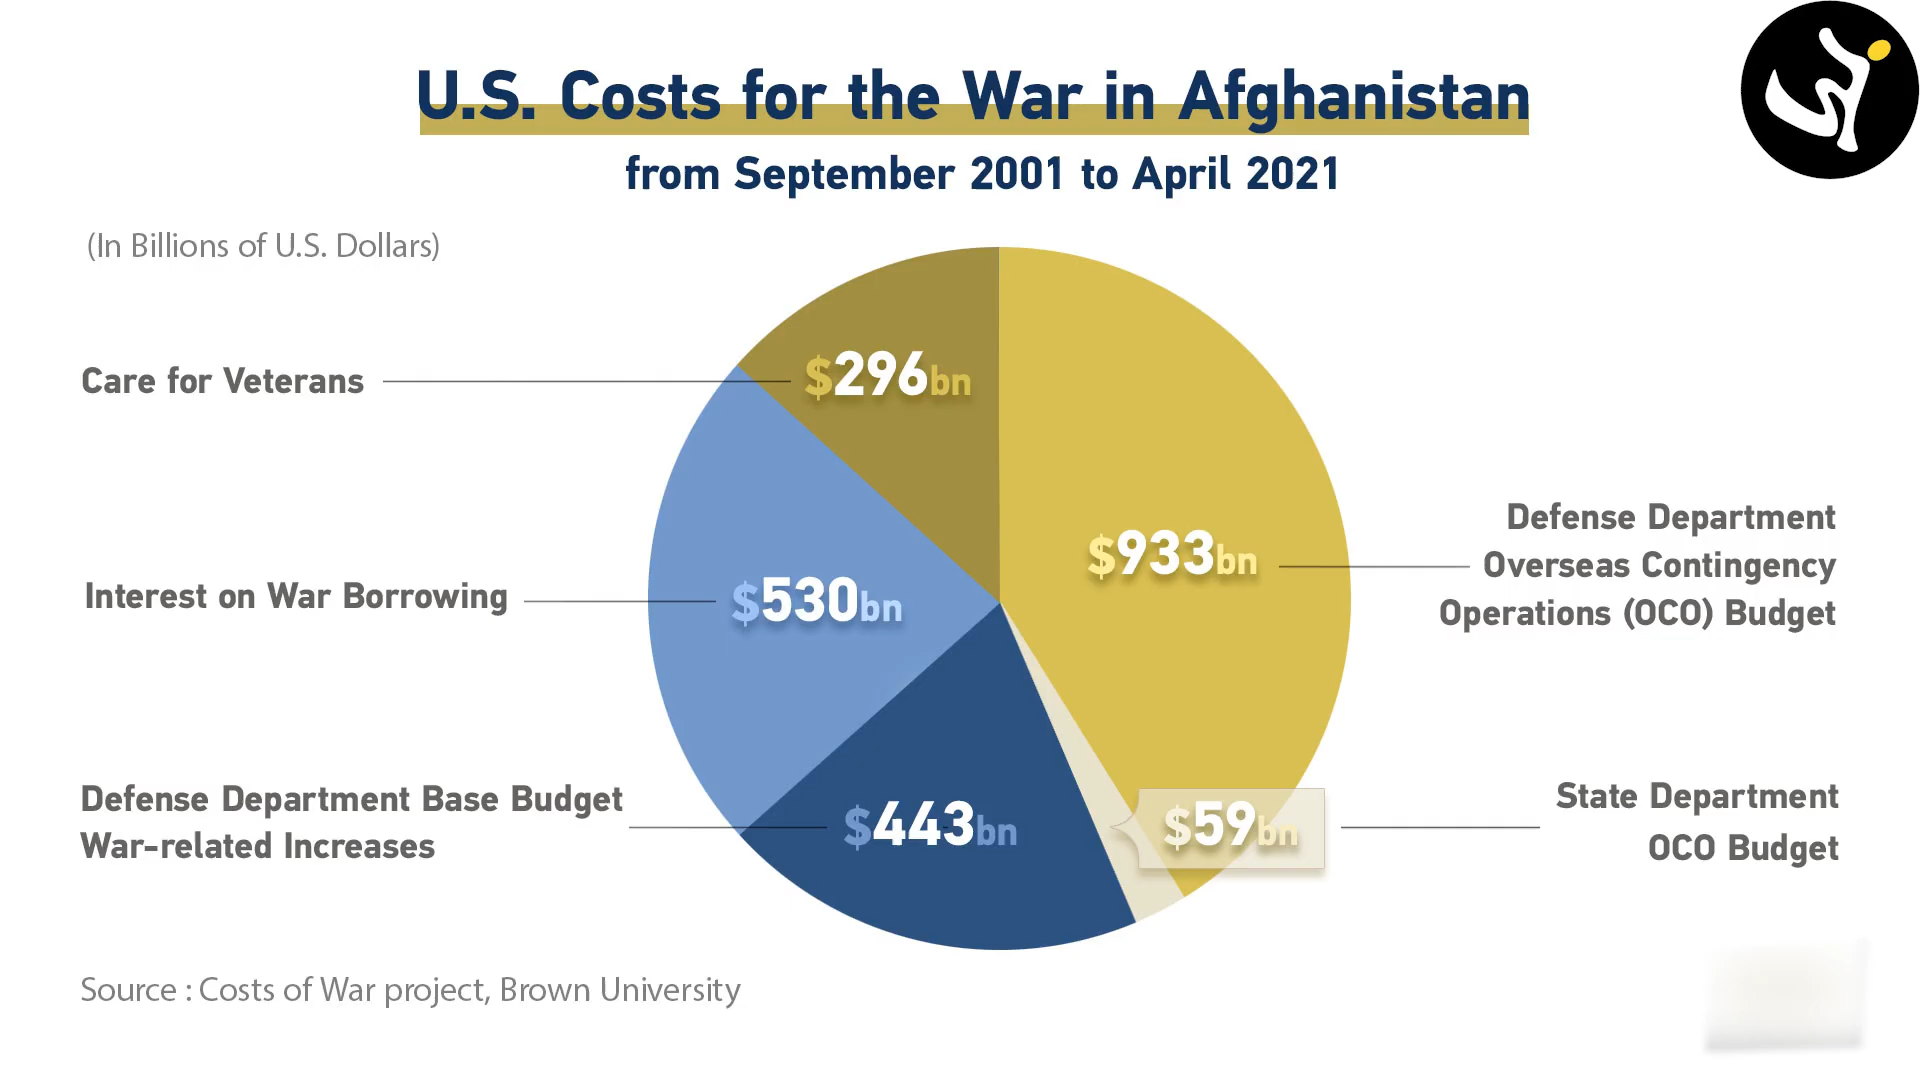 U.S. Costs for the War in Afghanistan
from September 2001 to April 2021
(In Billions of U.S. Dollars)
Care for Veterans
$296bn
$933bn
Defense Department
Overseas Contingency
Operations (OCO) Budget
Interest on War Borrowing
$530bn
Defense Department Base Budget
War-related Increases
$443bn
$59bn
State Department
OCO Budget
Source : Costs of War project, Brown University